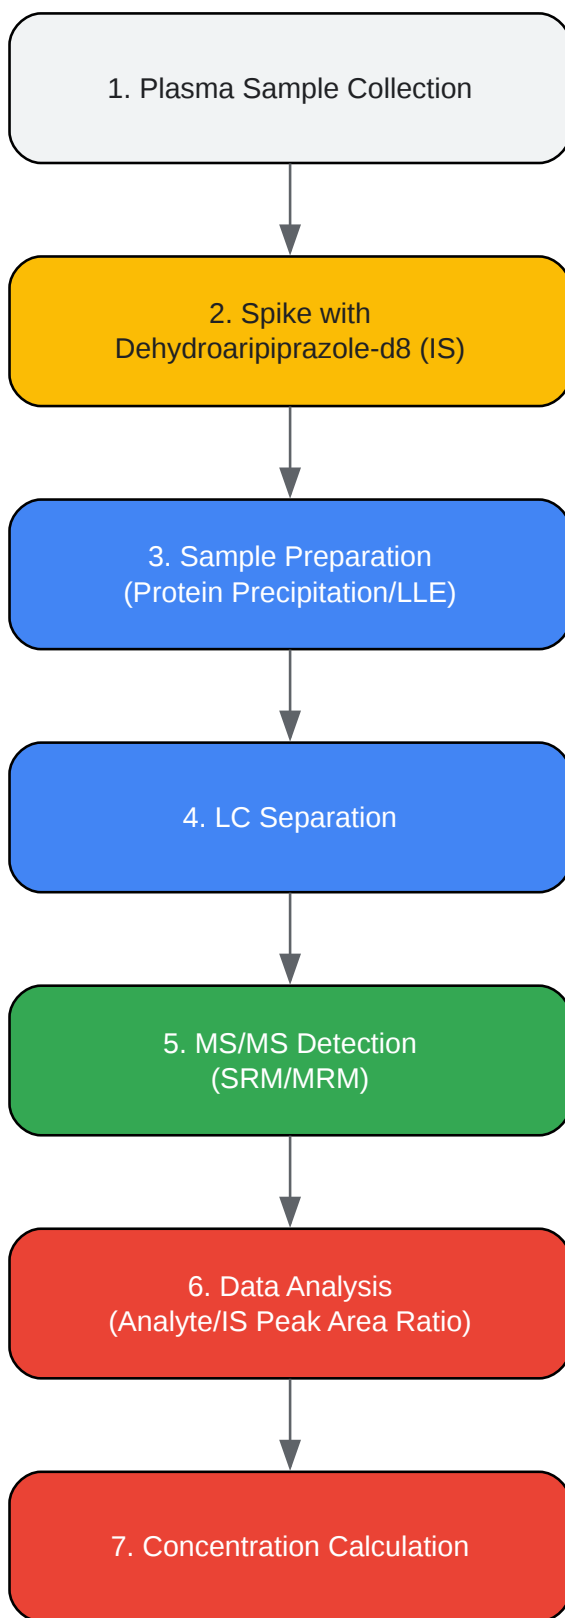 1. Plasma Sample Collection
2. Spike with
Dehydroaripiprazole-d8 (IS)
3. Sample Preparation
(Protein Precipitation/LLE)
4. LC Separation
5. MS/MS Detection
(SRM/MRM)
6. Data Analysis
(Analyte/IS Peak Area Ratio)
7. Concentration Calculation